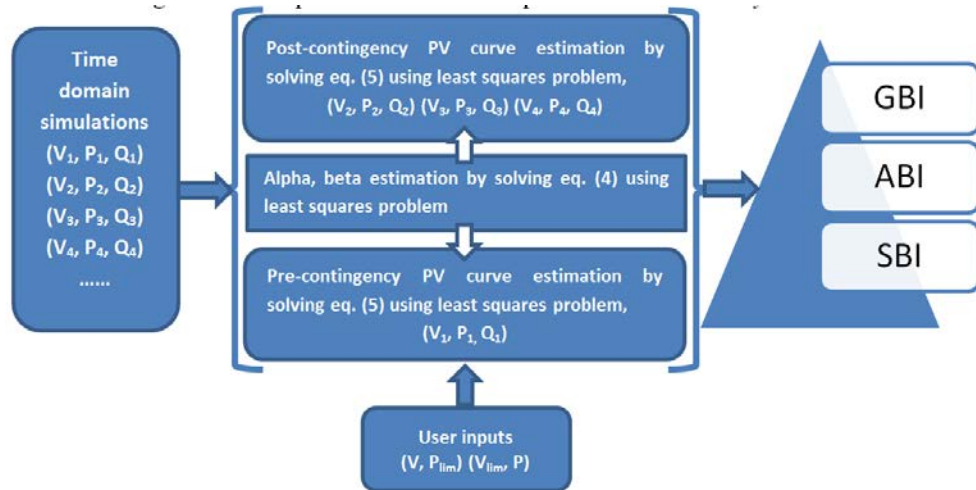 Time
domain
simulations
(V₁, P₁, Q₁)
(V₂, P₂, Q₂)
(V₃, P₃, Q₃)
(V₄, P₄, Q₄)
......
Post-contingency PV curve estimation by
solving eq. (5) using least squares problem,
(V₂, P₂, Q₂) (V₃, P₃, Q₃) (V₄, P₄, Q₄)
Alpha, beta estimation by solving eq. (4) using
least squares problem
Pre-contingency PV curve estimation by
solving eq. (5) using least squares problem,
(V₁, P₁, Q₁)
User inputs
(V, Plim) (Vlim, P)
GBI
ABI
SBI